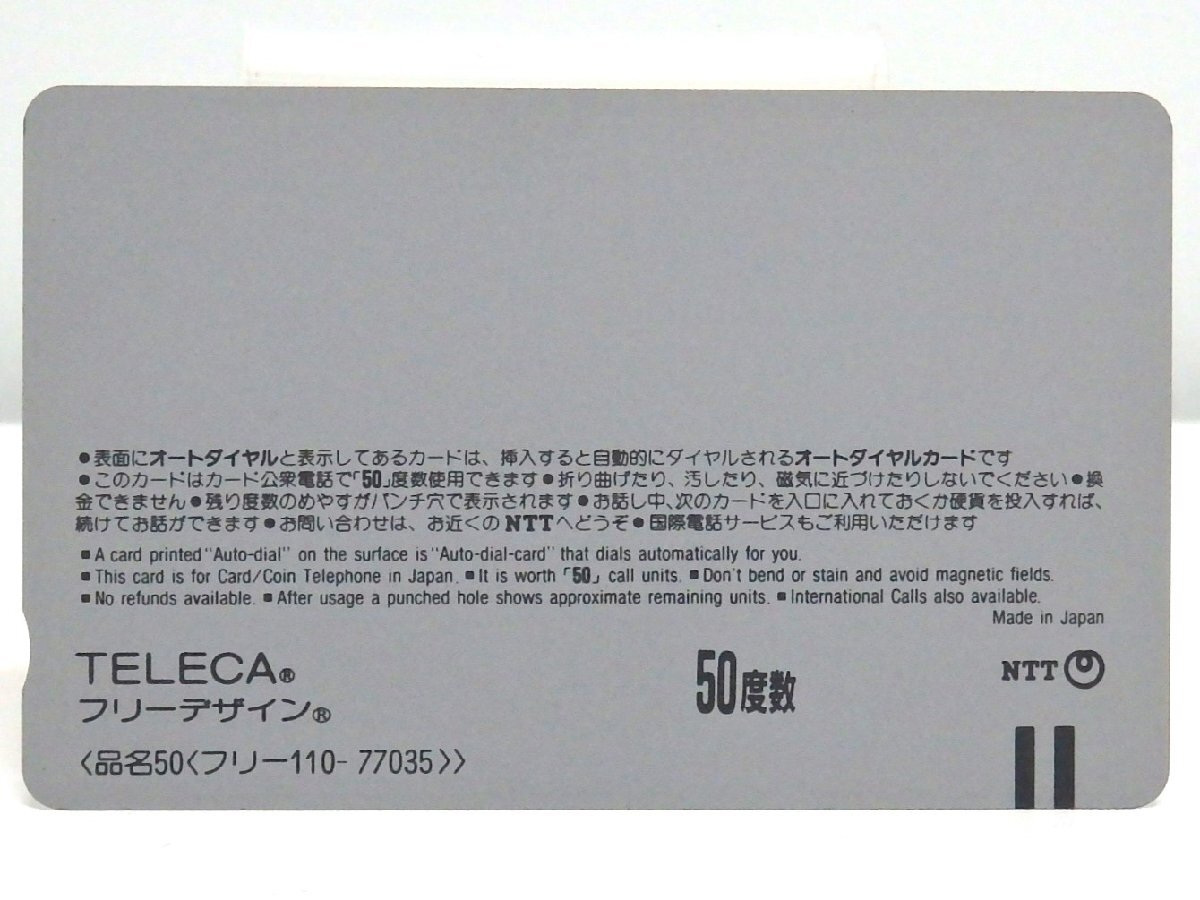 ●表面にオートダイヤルと表示してあるカードは、挿入すると自動的にダイヤルされるオートダイヤルカードです
●このカードはカード公衆電話で「50」度数使用できます●折り曲げたり、汚したり、磁気に近づけたりしないでください●換
金できません●残り度数のめやすがパンチ穴で表示されます●お話し中、次のカードを入口に入れておくか硬貨を投入すれば、
続けてお話ができます●お問い合わせは、お近くのNTTへどうぞ●国際電話サービスもご利用いただけます
■A card printed "Auto-dial" on the surface is "Auto-dial-card" that dials automatically for you.
■This card is for Card/Coin Telephone in Japan. ■It is worth「50」call units. ■Don't bend or stain and avoid magnetic fields.
■No refunds available. ■After usage a punched hole shows approximate remaining units. ■International Calls also available.
Made in Japan
TELECA®
フリーデザイン®
50度数
NTT
〈品名50〈フリー110-77035〉〉